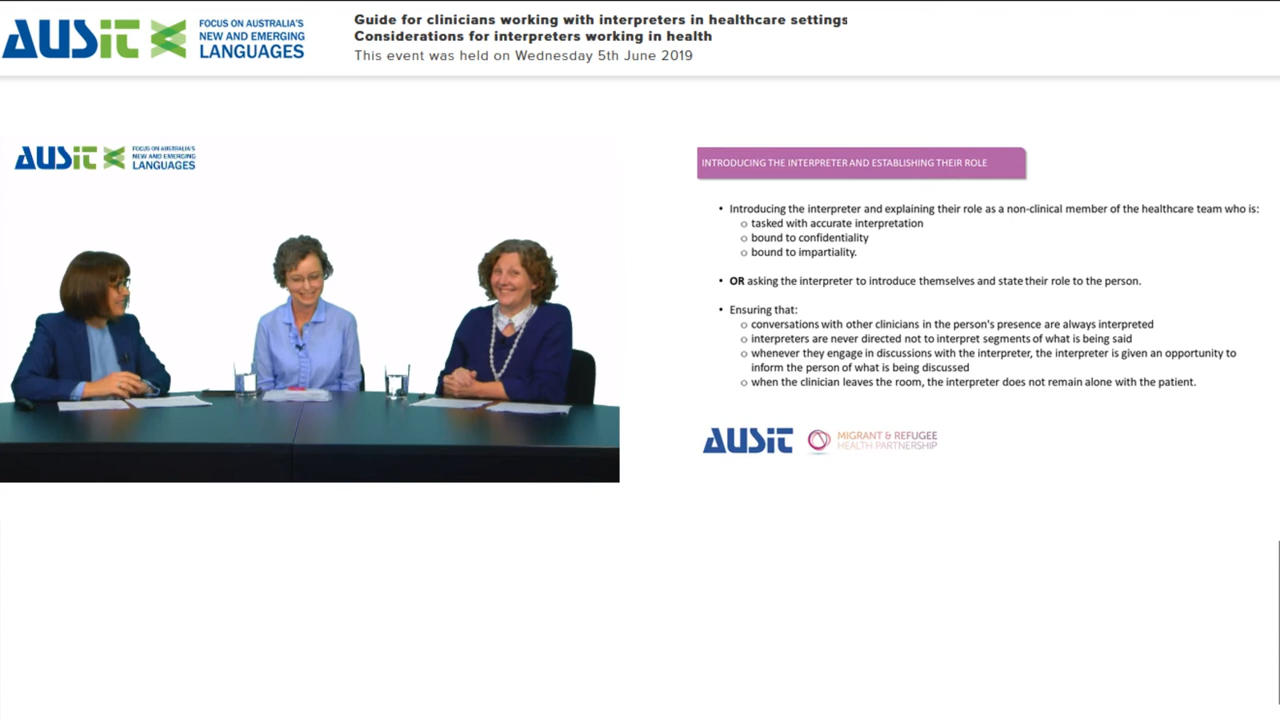 AUSiT
FOCUS ON AUSTRALIA'S
NEW AND EMERGING
LANGUAGES
Guide for clinicians working with interpreters in healthcare settings
Considerations for interpreters working in health
This event was held on Wednesday 5th June 2019
AUSiT
FOCUS ON AUSTRALIA'S
NEW AND EMERGING
LANGUAGES
INTRODUCING THE INTERPRETER AND ESTABLISHING THEIR ROLE
• Introducing the interpreter and explaining their role as a non-clinical member of the healthcare team who is:
o tasked with accurate interpretation
o bound to confidentiality
o bound to impartiality.
• OR asking the interpreter to introduce themselves and state their role to the person.
• Ensuring that:
o conversations with other clinicians in the person's presence are always interpreted
o interpreters are never directed not to interpret segments of what is being said
o whenever they engage in discussions with the interpreter, the interpreter is given an opportunity to
inform the person of what is being discussed
o when the clinician leaves the room, the interpreter does not remain alone with the patient.
AUSiT
MIGRANT & REFUGEE
HEALTH PARTNERSHIP